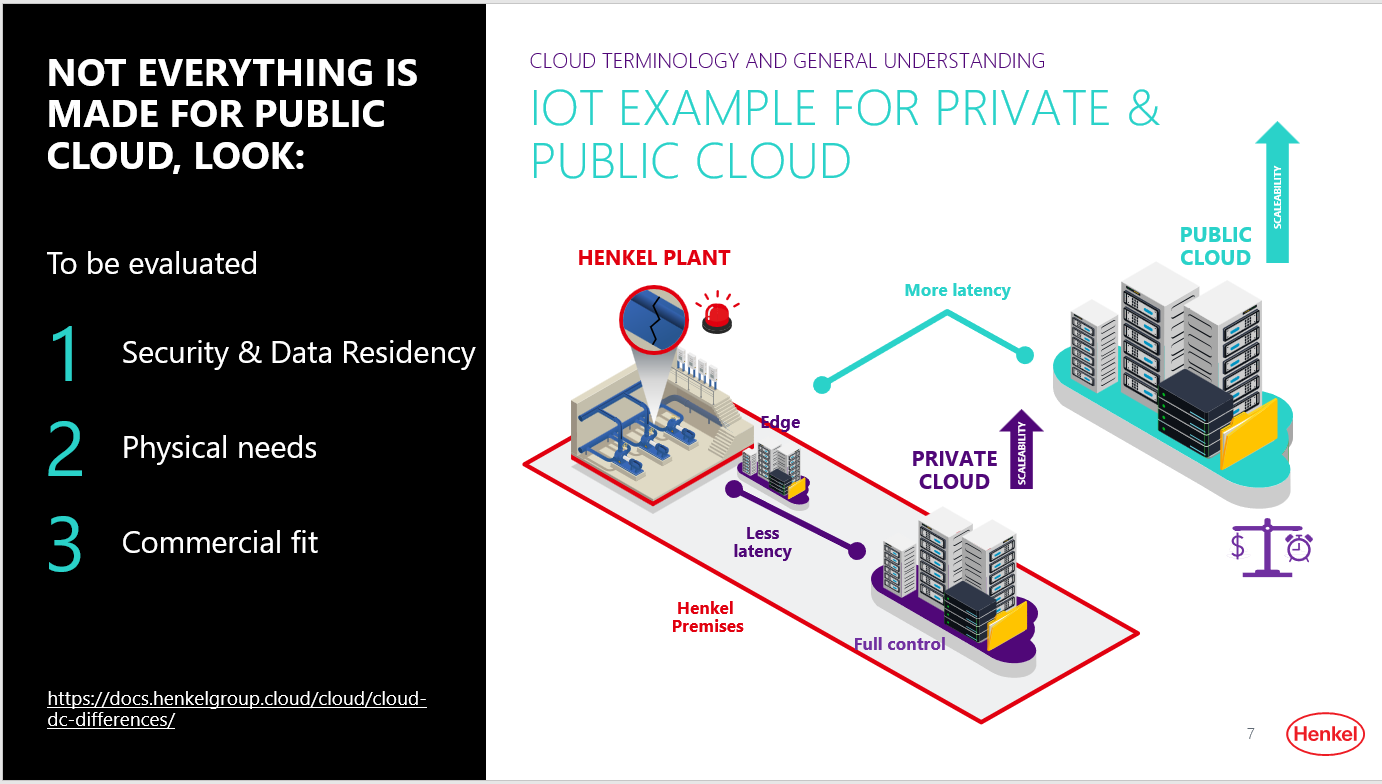 NOT EVERYTHING IS
MADE FOR PUBLIC
CLOUD, LOOK:
To be evaluated
1 Security & Data Residency
2 Physical needs
3 Commercial fit
https://docs.henkelgroup.cloud/cloud/cloud-
dc-differences/
CLOUD TERMINOLOGY AND GENERAL UNDERSTANDING
IOT EXAMPLE FOR PRIVATE &
PUBLIC CLOUD
HENKEL PLANT
More latency
PUBLIC
CLOUD
SCALEABILITY
Edge
PRIVATE
CLOUD
SCALEABILITY
Less
latency
Henkel
Premises
Full control
$
7
Henkel